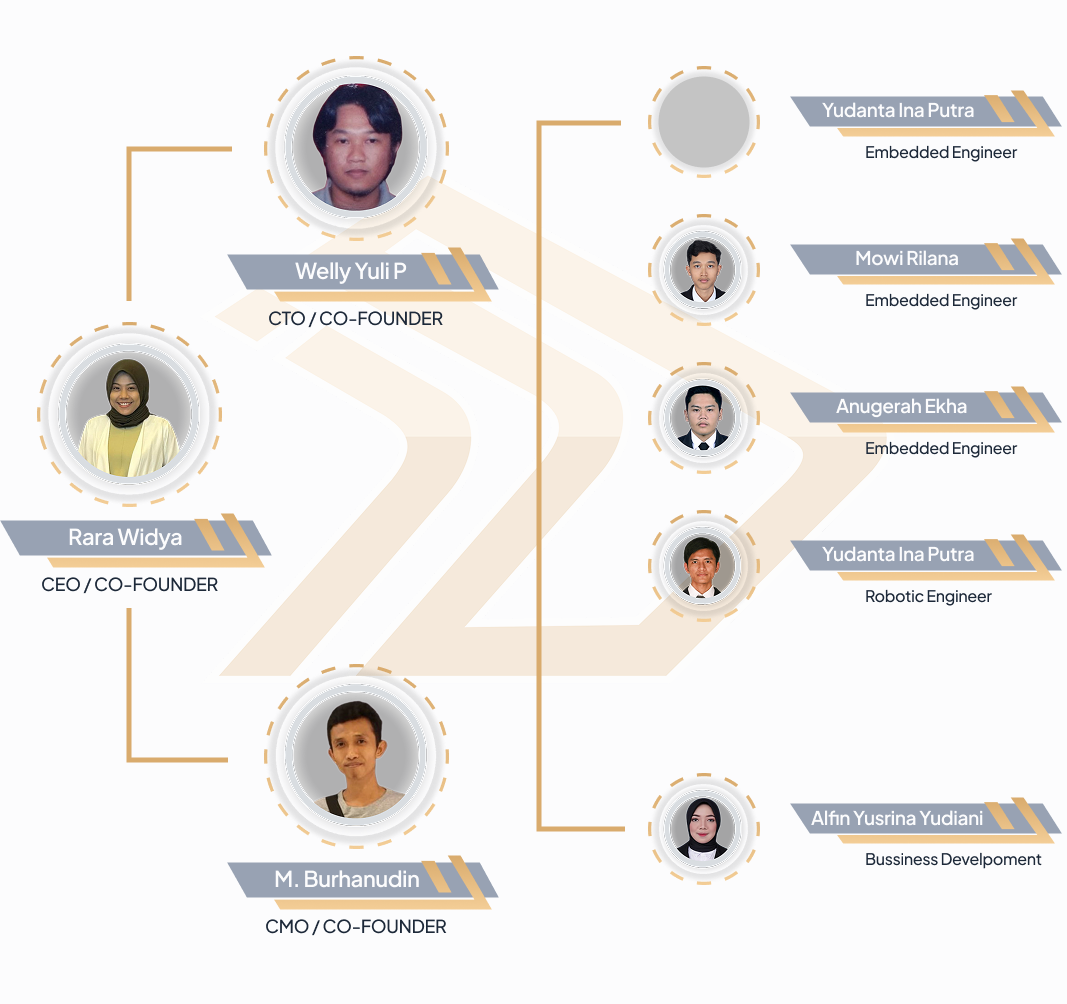 Welly Yuli P
CTO / CO-FOUNDER
Rara Widya
CEO / CO-FOUNDER
M. Burhanudin
CMO / CO-FOUNDER
Yudanta Ina Putra
Embedded Engineer
Mowi Rilana
Embedded Engineer
Anugerah Ekha
Embedded Engineer
Yudanta Ina Putra
Robotic Engineer
Alfin Yusrina Yudiani
Bussiness Develpoment